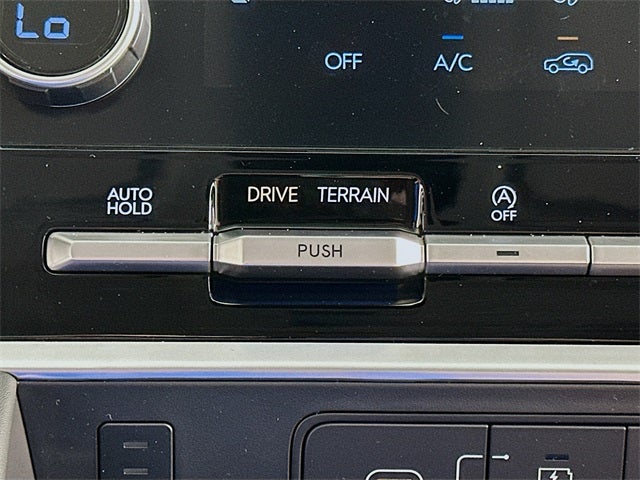 Lo
OFF A/C
AUTO
HOLD
DRIVE TERRAIN
A
OFF
PUSH